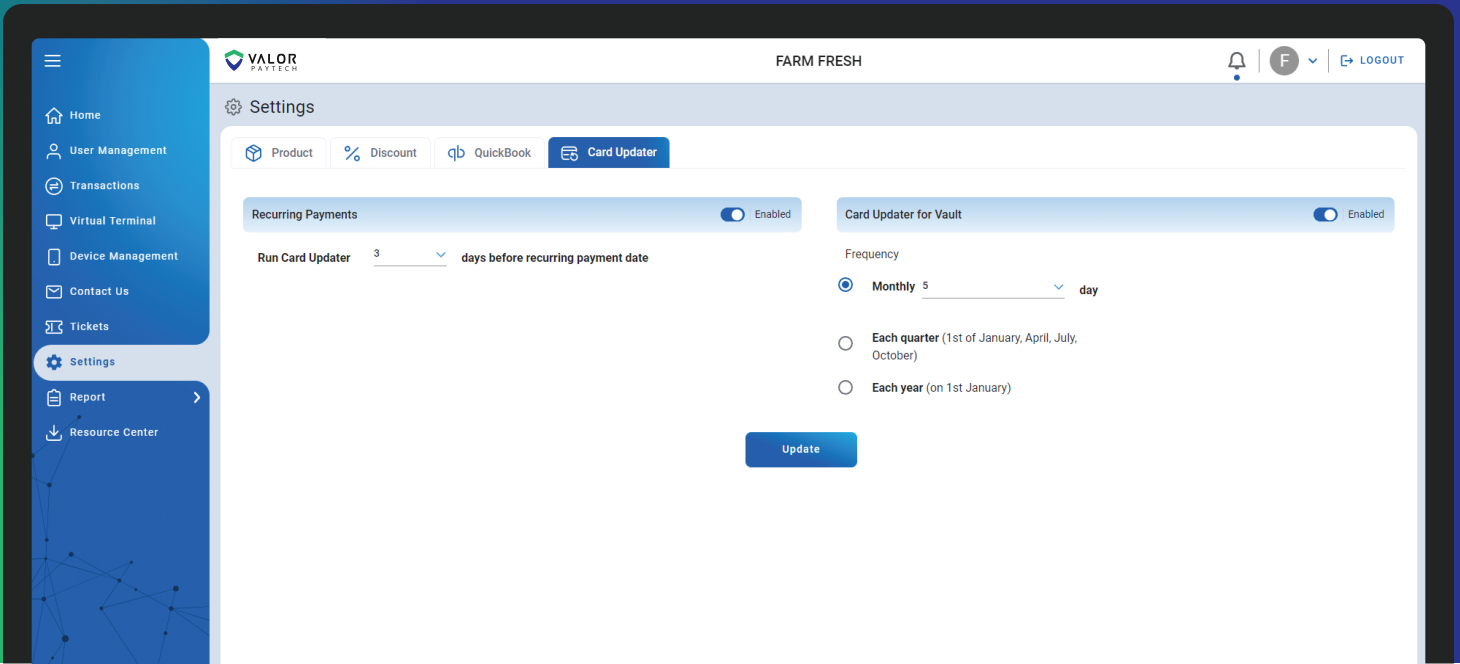 VALOR
PAYTECH
FARM FRESH
F
LOGOUT
Home
User Management
Transactions
Virtual Terminal
Device Management
Contact Us
Tickets
Settings
Report
Resource Center
Settings
Product
Discount
qb QuickBook
Card Updater
Recurring Payments
Enabled
Run Card Updater 3 days before recurring payment date
Card Updater for Vault
Enabled
Frequency
Monthly 5 day
Each quarter (1st of January, April, July,
October)
Each year (on 1st January)
Update